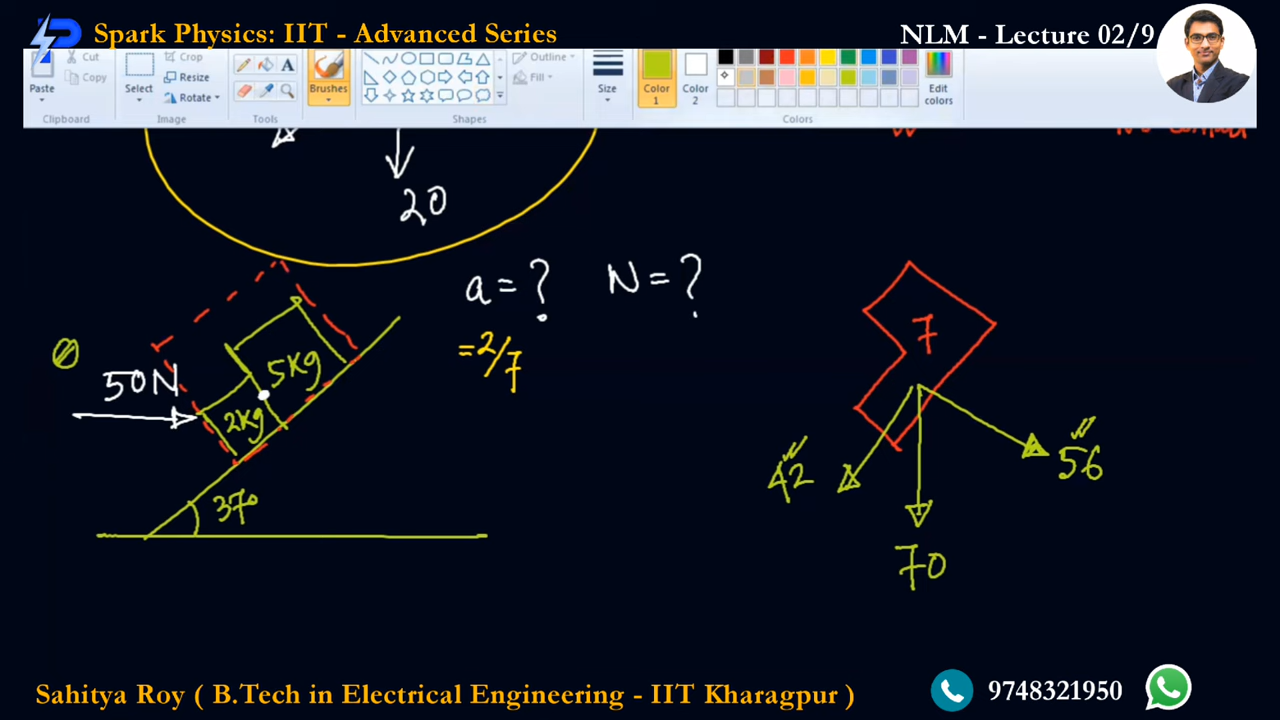 Spark Physics: IIT - Advanced Series
NLM - Lecture 02/9
Paste
Cut
Copy
Clipboard
Select
Crop
Resize
Rotate
Image
A
Tools
Brushes
Outline
Fill
Shapes
Size
Color 1
Color 2
Edit colors
Colors
20
a = ? N = ?
= 2/7
50N
5Kg
2Kg
37°
7
42
56
70
Sahitya Roy ( B.Tech in Electrical Engineering - IIT Kharagpur )
9748321950